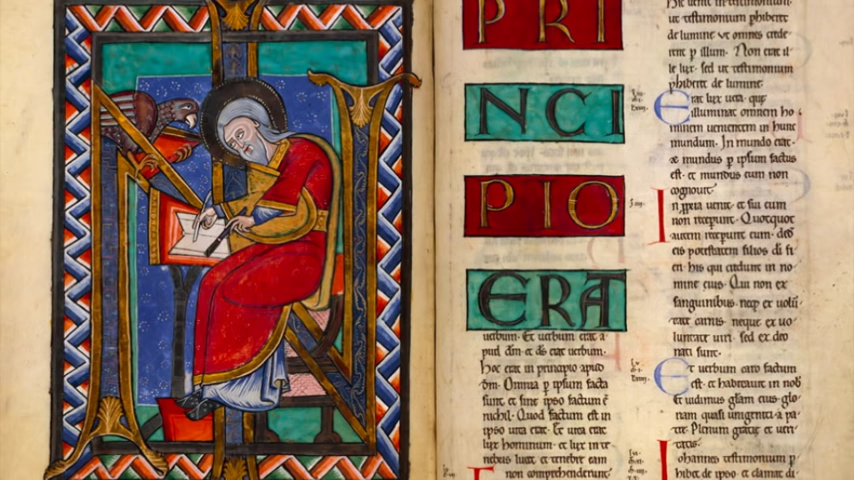 IN
PRI
NCI
PIO
ERA
uerbum. Et uerbum erat a
pud dm̄. et ds̄ erat uerbum.
Hoc erat in principio apud
dm̄. Omnia ꝑ ipsum facta
sunt et sine ipso factum ē
nichil. Quod factum est in
ipso uita erat. Et uita erat
lux hominum. et lux in te
nebris lucet et tenebre eam
non comprehenderunt.
Hic uenit in testimonium.
ut testimonium phiberet
de lumine ut omnes crede
rent ꝑ illum. Non erat il
le lux. sed ut testimonium
phiberet de lumine.
Erat lux uera. que
illuminat omnem ho
minem uenientem in hunc
mundum. In mundo erat.
et mundus ꝑ ipsum factus
est. et mundus eum non
cognouit.
In ꝓpria uenit. et sui eum
non receperunt. Quotquot
autem receperunt eum. ded
eis potestatem filios di fi
eri. his qui credunt in no
mine eius. Qui non ex
sanguinibus. neq; ex uolu
tate carnis. neque ex uo
luntate uiri. sed ex deo
nati sunt.
Et uerbum caro factum
est. et habitauit in nob
Et uidimus gliam eius. glo
riam quasi unigeniti a pa
tre. Plenum gratie et ueri
tatis.
Iohannes testimonium ꝑ
hibet de ipso. et clamat di